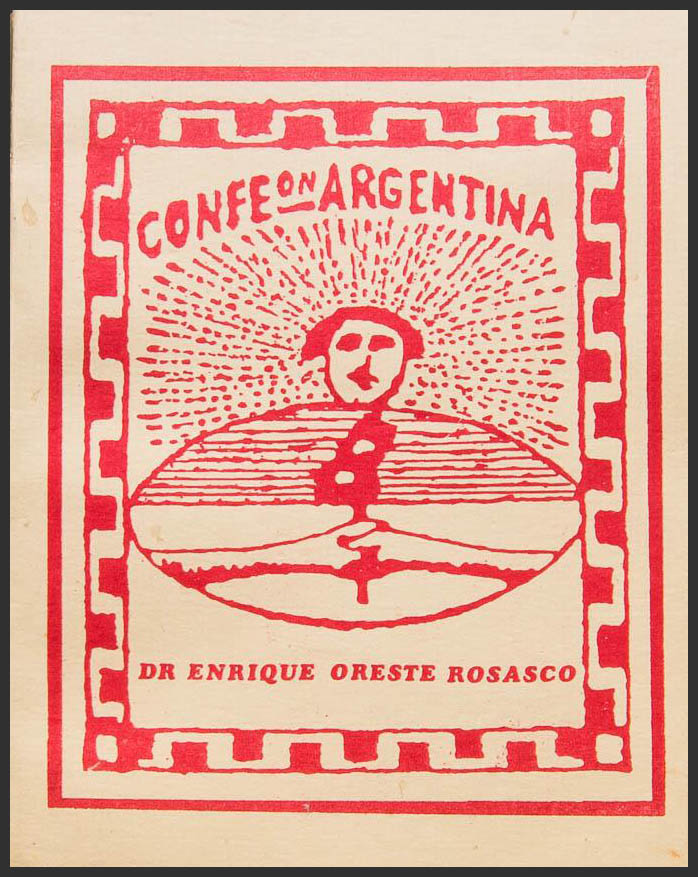 CONFE ON ARGENTINA
DR ENRIQUE ORESTE ROSASCO